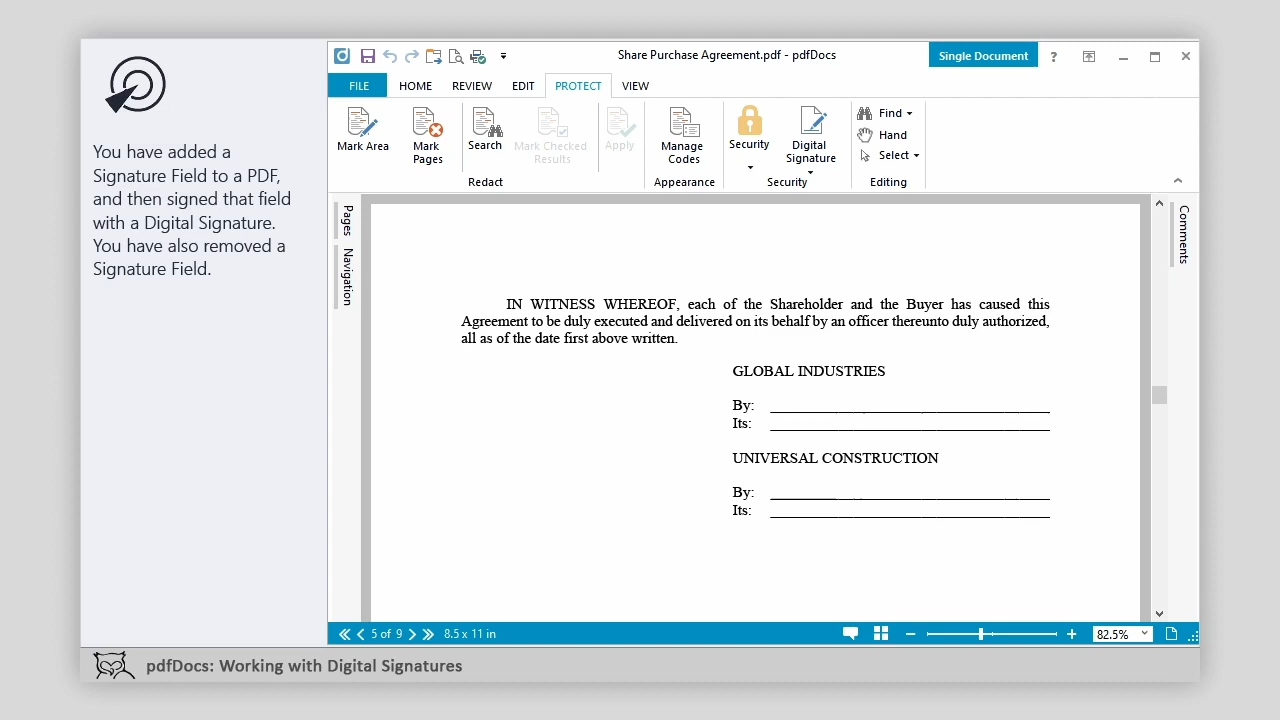 You have added a
Signature Field to a PDF,
and then signed that field
with a Digital Signature.
You have also removed a
Signature Field.
Share Purchase Agreement.pdf - pdfDocs
Single Document
?
FILE HOME REVIEW EDIT PROTECT VIEW
Mark Area
Mark
Pages
Search
Mark Checked
Results
Apply
Redact
Manage
Codes
Appearance
Security
Digital
Signature
Security
Find
Hand
Select
Editing
Pages
Navigation
Comments
IN WITNESS WHEREOF, each of the Shareholder and the Buyer has caused this
Agreement to be duly executed and delivered on its behalf by an officer thereunto duly authorized,
all as of the date first above written.
GLOBAL INDUSTRIES
By:
Its:
UNIVERSAL CONSTRUCTION
By:
Its:
5 of 9
8.5 x 11 in
82.5%
pdfDocs: Working with Digital Signatures